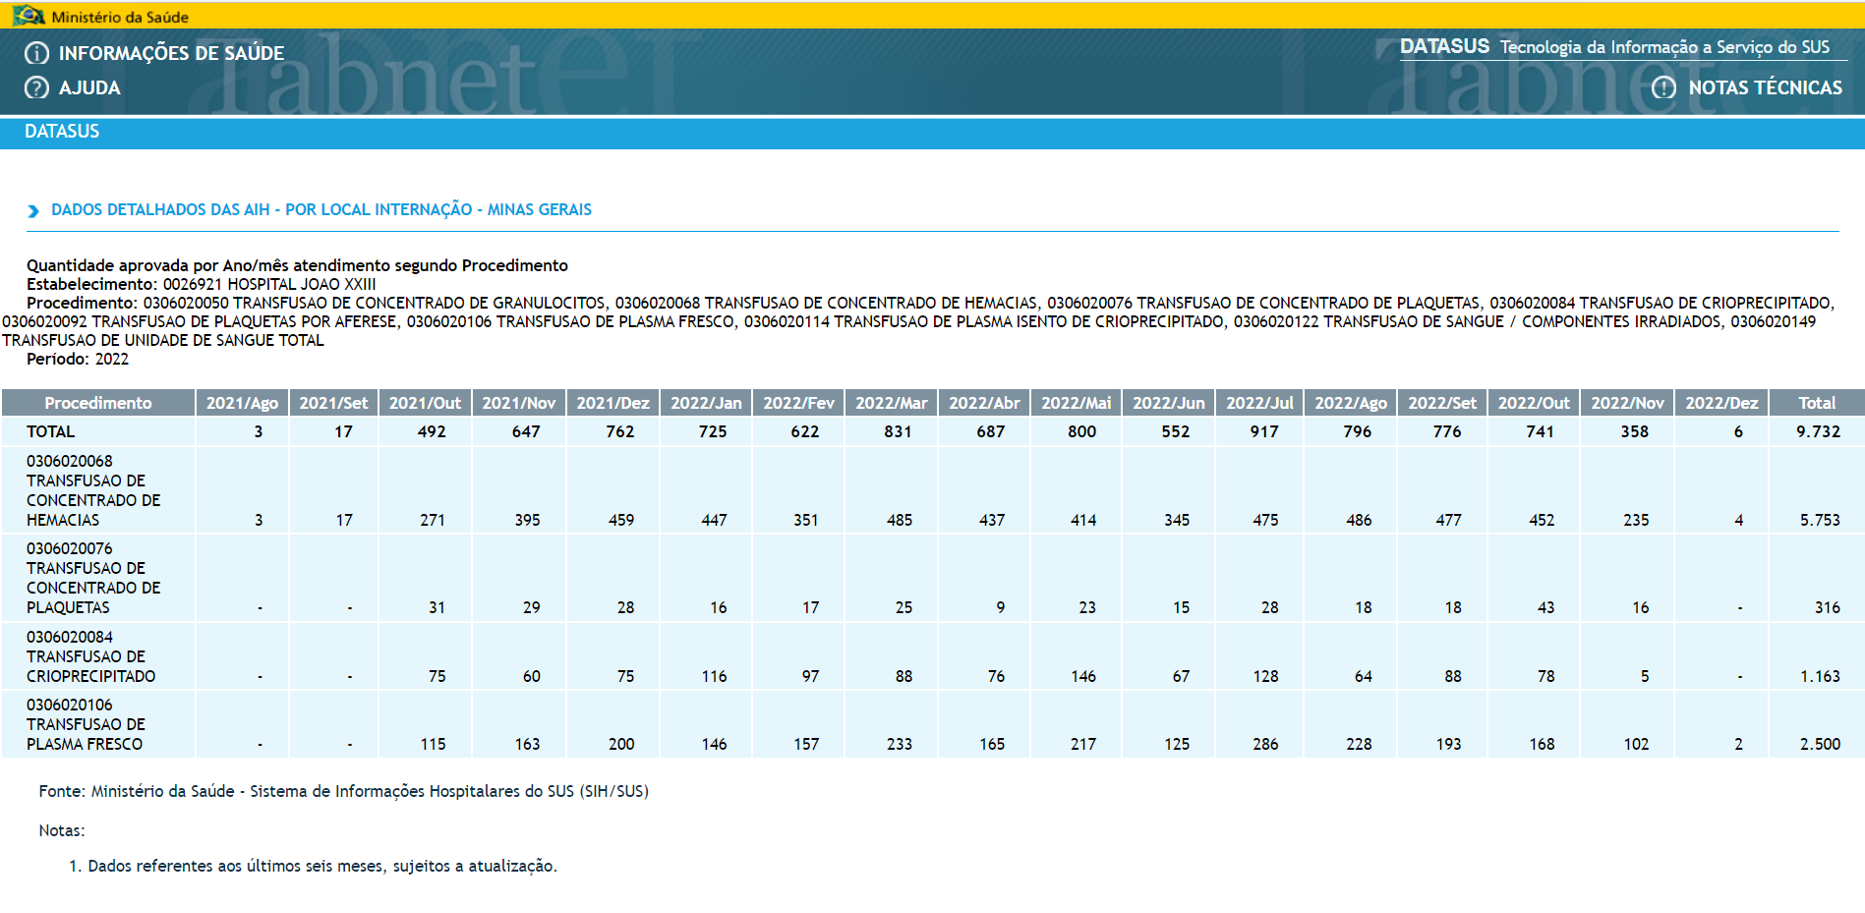 Ministério da Saúde
INFORMAÇÕES DE SAÚDE
DATASUS Tecnologia da Informação a Serviço do SUS
AJUDA
NOTAS TÉCNICAS
Tabnet
Tabnet
DATASUS
DADOS DETALHADOS DAS AIH - POR LOCAL INTERNAÇÃO - MINAS GERAIS
Quantidade aprovada por Ano/mês atendimento segundo Procedimento
Estabelecimento: 0026921 HOSPITAL JOAO XXIII
Procedimento: 0306020050 TRANSFUSAO DE CONCENTRADO DE GRANULOCITOS, 0306020068 TRANSFUSAO DE CONCENTRADO DE HEMACIAS, 0306020076 TRANSFUSAO DE CONCENTRADO DE PLAQUETAS, 0306020084 TRANSFUSAO DE CRIOPRECIPITADO,
0306020092 TRANSFUSAO DE PLAQUETAS POR AFERESE, 0306020106 TRANSFUSAO DE PLASMA FRESCO, 0306020114 TRANSFUSAO DE PLASMA ISENTO DE CRIOPRECIPITADO, 0306020122 TRANSFUSAO DE SANGUE / COMPONENTES IRRADIADOS, 0306020149
TRANSFUSAO DE UNIDADE DE SANGUE TOTAL
Período: 2022
Procedimento 2021/Ago 2021/Set 2021/Out 2021/Nov 2021/Dez 2022/Jan 2022/Fev 2022/Mar 2022/Abr 2022/Mai 2022/Jun 2022/Jul 2022/Ago 2022/Set 2022/Out 2022/Nov 2022/Dez Total
TOTAL 3 17 492 647 762 725 622 831 687 800 552 917 796 776 741 358 6 9.732
0306020068
TRANSFUSAO DE
CONCENTRADO DE
HEMACIAS 3 17 271 395 459 447 351 485 437 414 345 475 486 477 452 235 4 5.753
0306020076
TRANSFUSAO DE
CONCENTRADO DE
PLAQUETAS - - 31 29 28 16 17 25 9 23 15 28 18 18 43 16 - 316
0306020084
TRANSFUSAO DE
CRIOPRECIPITADO - - 75 60 75 116 97 88 76 146 67 128 64 88 78 5 - 1.163
0306020106
TRANSFUSAO DE
PLASMA FRESCO - - 115 163 200 146 157 233 165 217 125 286 228 193 168 102 2 2.500
Fonte: Ministério da Saúde - Sistema de Informações Hospitalares do SUS (SIH/SUS)
Notas:
1. Dados referentes aos últimos seis meses, sujeitos a atualização.